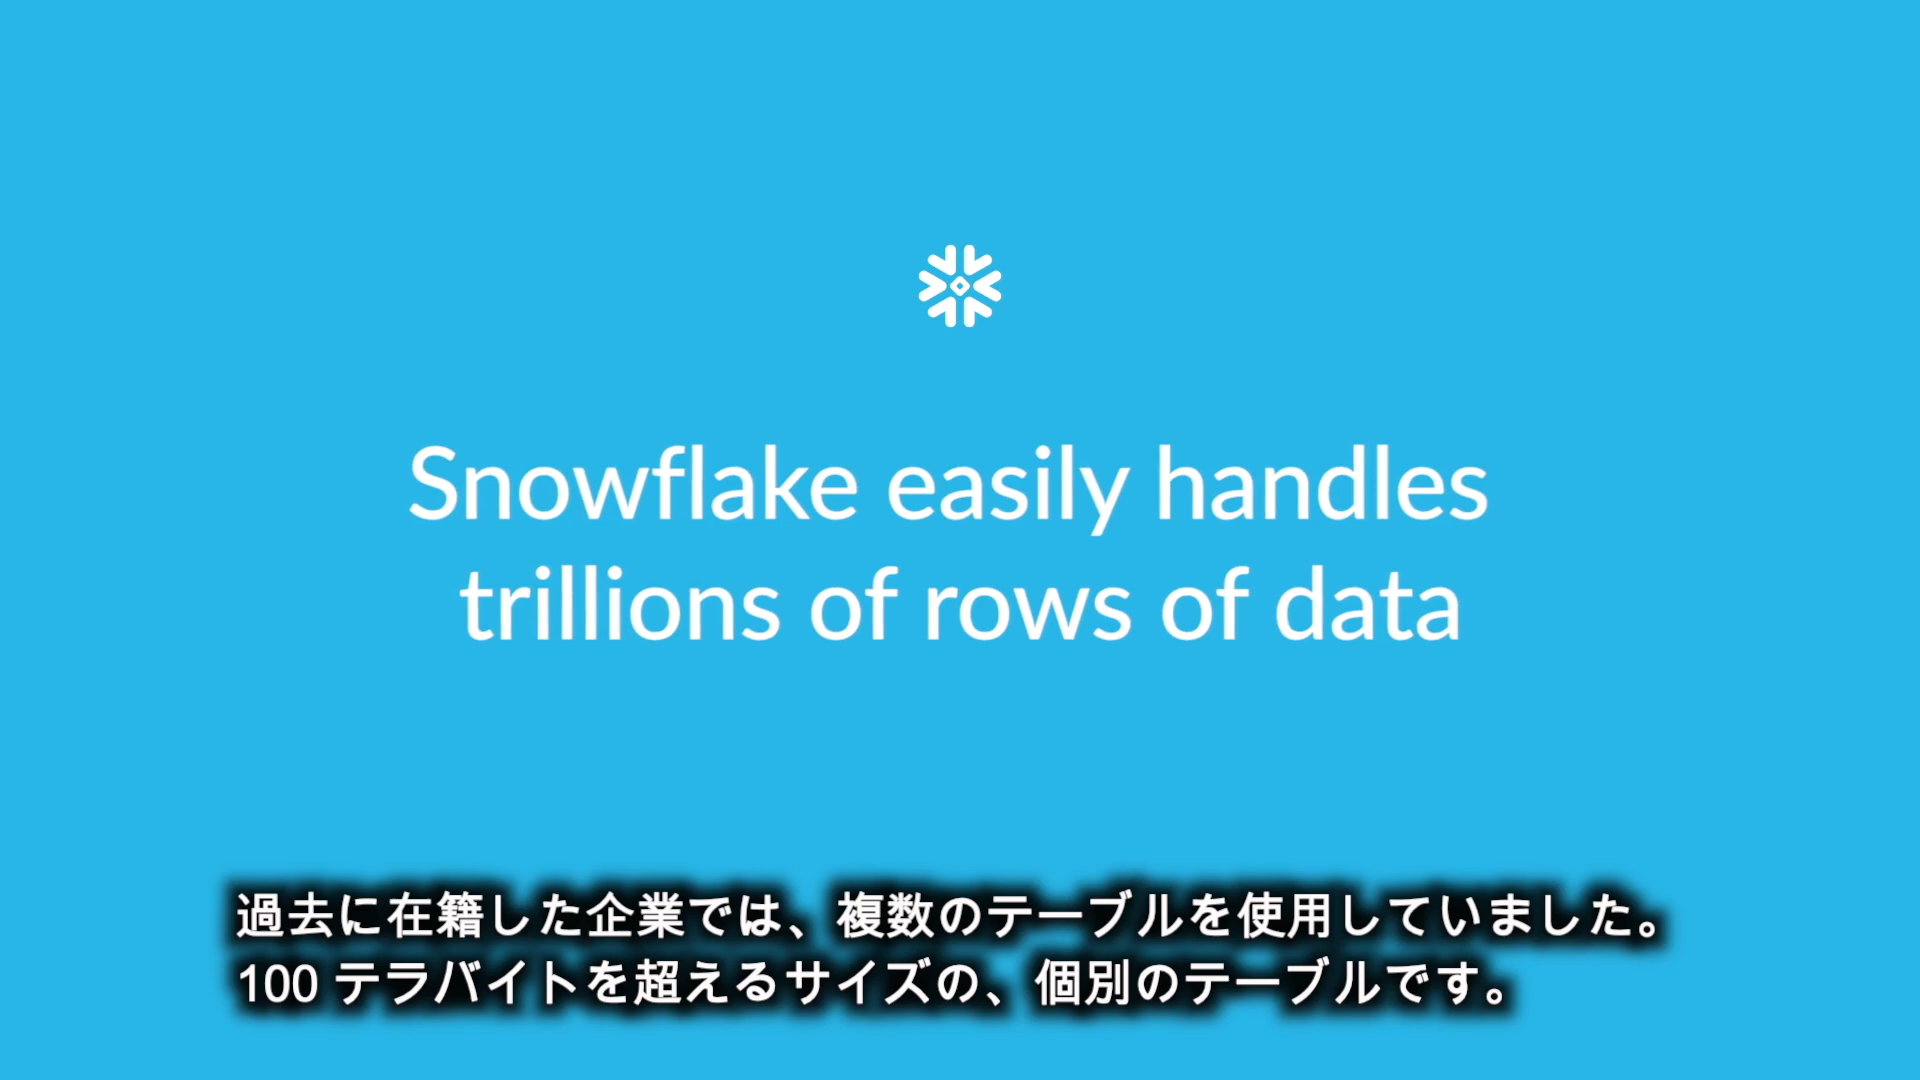 Snowflake easily handles
trillions of rows of data
過去に在籍した企業では、複数のテーブルを使用していました。
100 テラバイトを超えるサイズの、個別のテーブルです。